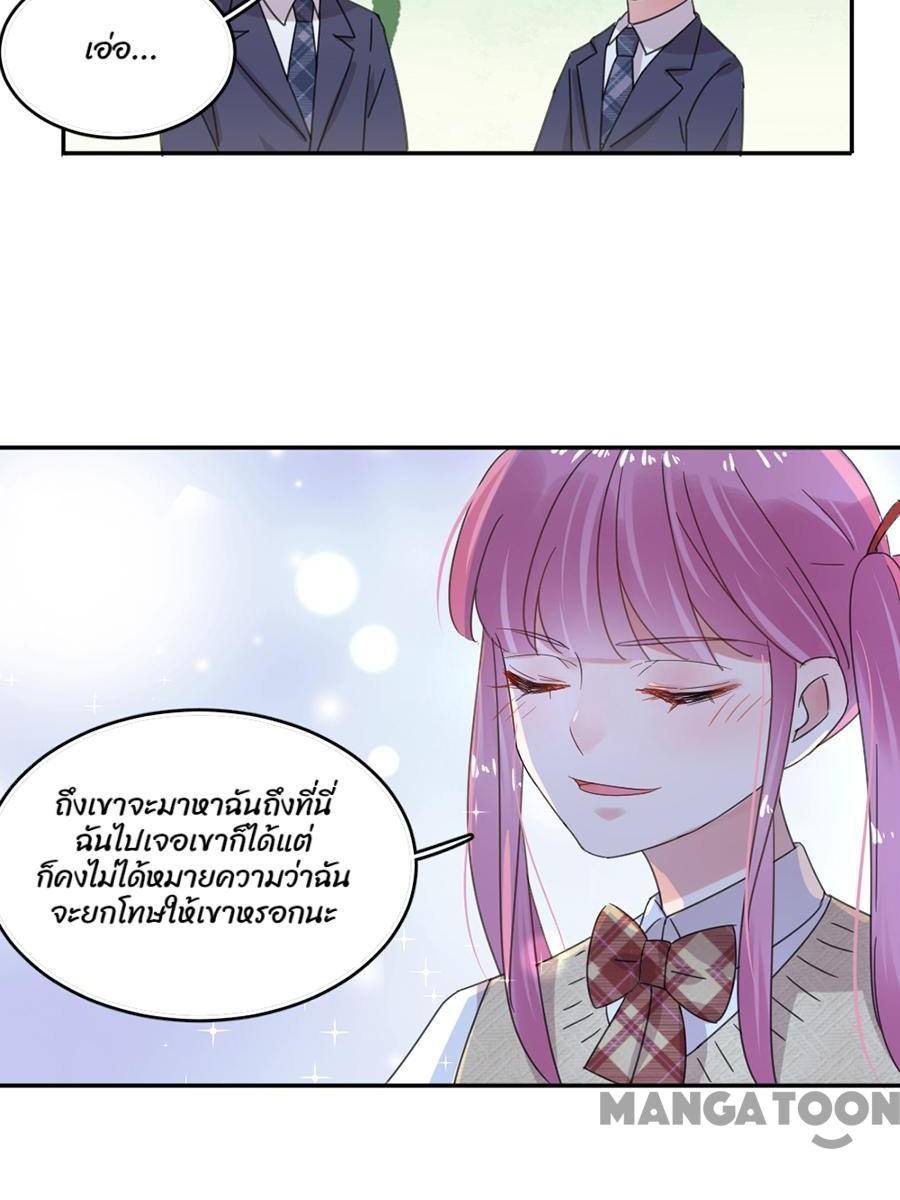 เอ่อ...
ถึงเขาจะมาหาฉันถึงที่นี่
ฉันไปเจอเขาก็ได้แต่
ก็คงไม่ได้หมายความว่าฉัน
จะยกโทษให้เขาหรอกนะ
MANGATOON